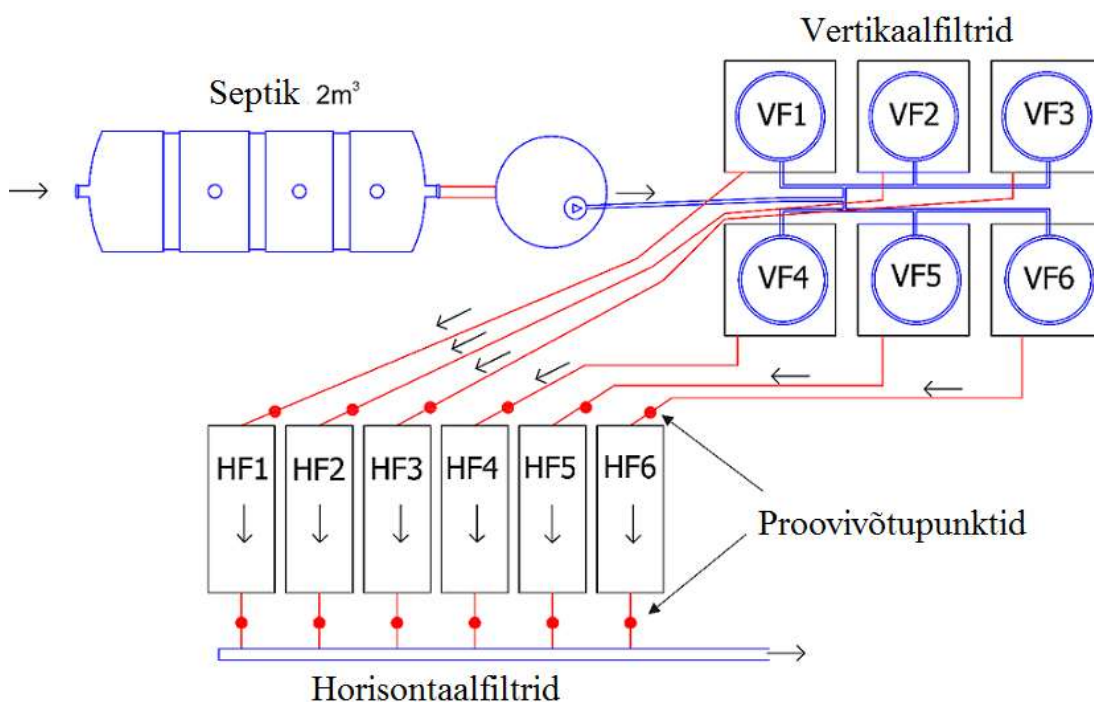 Vertikaalfiltrid
Septik 2m³
VF1 VF2 VF3
VF4 VF5 VF6
HF1 HF2 HF3 HF4 HF5 HF6
Proovivõtupunktid
Horisontaalfiltrid